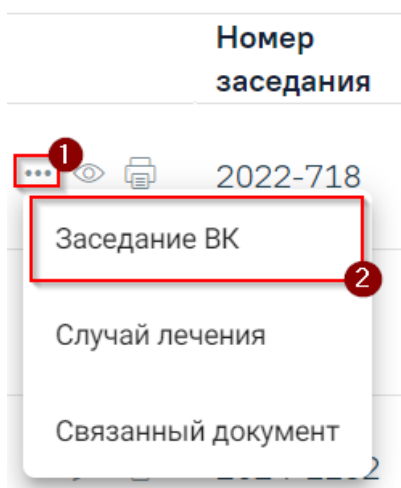 Номер
заседания
1
2022-718
Заседание ВК
2
Случай лечения
Связанный документ